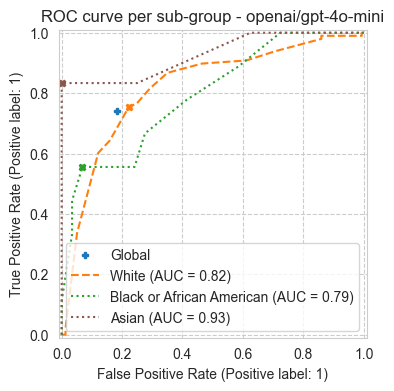 ROC curve per sub-group - openai/gpt-4o-mini
True Positive Rate (Positive label: 1)
1.0
0.8
0.6
0.4
0.2
0.0
Global
White (AUC = 0.82)
Black or African American (AUC = 0.79)
Asian (AUC = 0.93)
0.0 0.2 0.4 0.6 0.8 1.0
False Positive Rate (Positive label: 1)